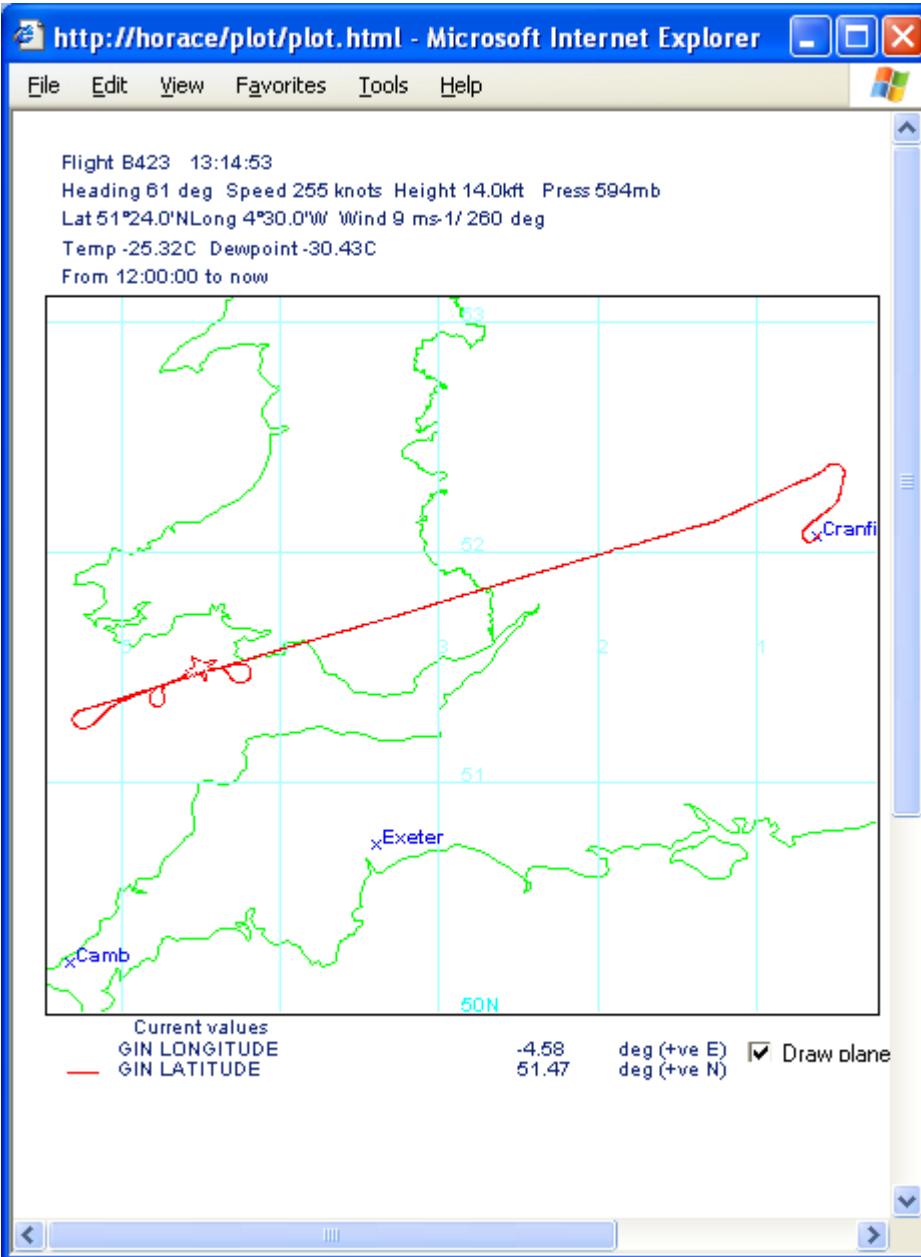 http://horace/plot/plot.html - Microsoft Internet Explorer
File Edit View Favorites Tools Help
Flight B423 13:14:53
Heading 61 deg Speed 255 knots Height 14.0kft Press 594mb
Lat 51°24.0'NLong 4°30.0'W Wind 9 ms-1/ 260 deg
Temp -25.32C Dewpoint -30.43C
From 12:00:00 to now
53
Cranfi
52
5 3 2 1
51
Exeter
Camb
50N
Current values
GIN LONGITUDE -4.58 deg (+ve E) Draw plane
GIN LATITUDE 51.47 deg (+ve N)